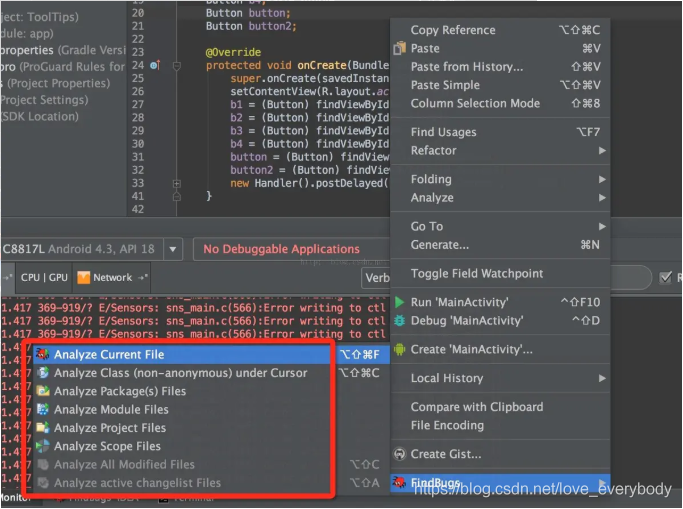 Button b4;
20 Button button;
21 Button button2;
22
ject: ToolTips)
dule: app)
properties (Gradle Versi
pro (ProGuard Rules for
s (Project Properties)
Project Settings)
(SDK Location)
23 @Override
24 protected void onCreate(Bundle
25 super.onCreate(savedInstan
26 setContentView(R.layout.ac
27 b1 = (Button) findViewById
28 b2 = (Button) findViewById
29 b3 = (Button) findViewById
30 b4 = (Button) findViewById
31 button = (Button) findView
32 button2 = (Button) findVie
33 new Handler().postDelayed(
41 }
42
Copy Reference ⌥⇧⌘C
Paste ⌘V
Paste from History... ⇧⌘V
Paste Simple ⌥⇧⌘V
Column Selection Mode ⇧⌘8
Find Usages ⌥F7
Refactor
Folding
Analyze
Go To
Generate... ⌘N
Toggle Field Watchpoint
Run 'MainActivity' ^⇧F10
Debug 'MainActivity' ^⇧D
Create 'MainActivity'...
Local History
Compare with Clipboard
File Encoding
Create Gist...
FindBugs
C8817L Android 4.3, API 18
No Debuggable Applications
CPU | GPU
Network
Verb
R
1.417 369-919/? E/Sensors: sns_main.c(566):Error writing to ctl
1.417 369-919/? E/Sensors: sns_main.c(566):Error writing to ctl
1.417 369-919/? E/Sensors: sns_main.c(566):Error writing to ctl
Analyze Current File ⌥⇧⌘F
Analyze Class (non-anonymous) under Cursor ⌥⇧⌘C
Analyze Package(s) Files
Analyze Module Files
Analyze Project Files
Analyze Scope Files
Analyze All Modified Files ⌥⇧C
Analyze active changelist Files ⌥⇧A
Monitor
FindBugs-IDEA
Terminal
https://blog.csdn.net/love_everybody